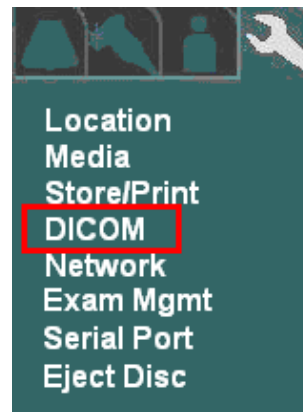 Location
Media
Store/Print
DICOM
Network
Exam Mgmt
Serial Port
Eject Disc